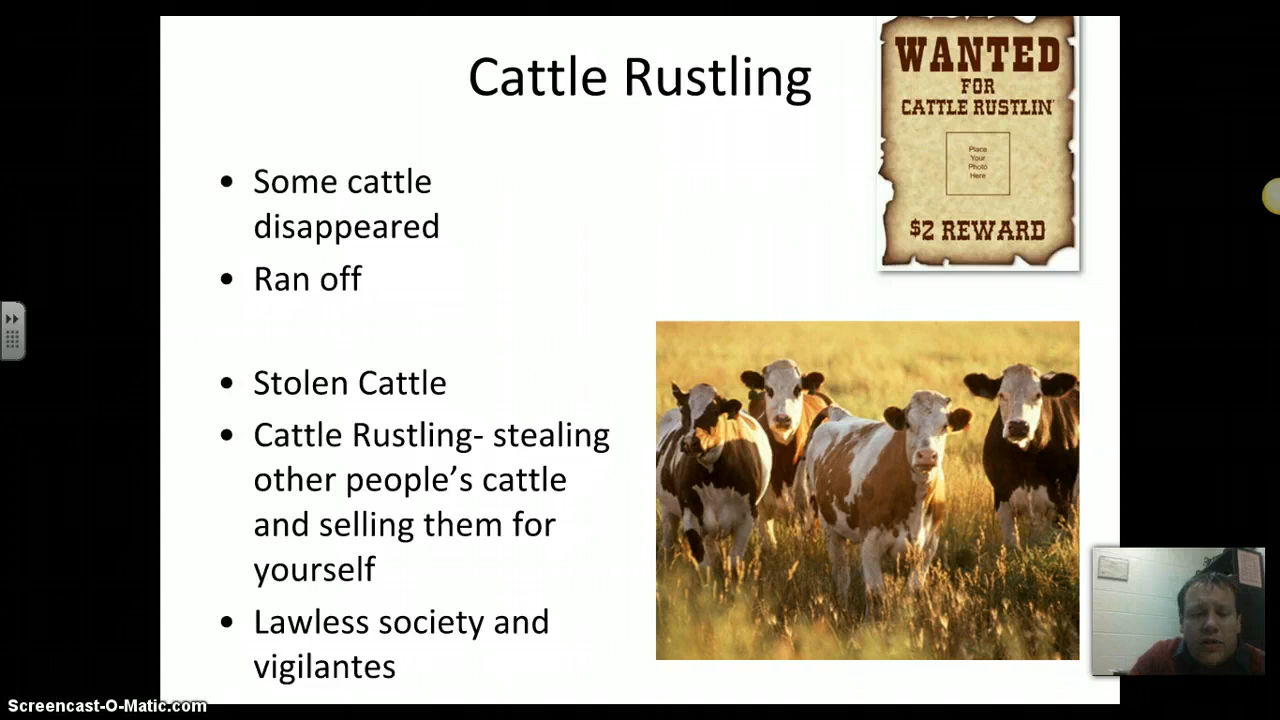 Cattle Rustling
WANTED
FOR
CATTLE RUSTLIN'
Place
Your
Photo
Here
$2 REWARD
• Some cattle
disappeared
• Ran off
• Stolen Cattle
• Cattle Rustling- stealing
other people’s cattle
and selling them for
yourself
• Lawless society and
vigilantes
Screencast-O-Matic.com